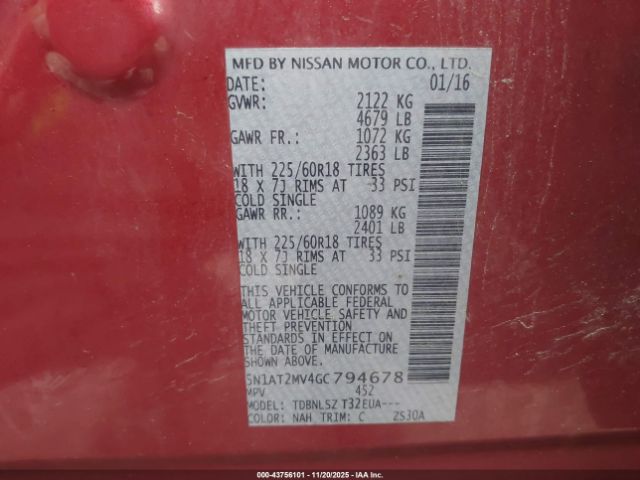 MFD BY NISSAN MOTOR CO., LTD.
DATE: 01/16
GVWR: 2122 KG
4679 LB
GAWR FR.: 1072 KG
2363 LB
WITH 225/60R18 TIRES
18 X 7J RIMS AT 33 PSI
COLD SINGLE
GAWR RR.: 1089 KG
2401 LB
WITH 225/60R18 TIRES
18 X 7J RIMS AT 33 PSI
COLD SINGLE
THIS VEHICLE CONFORMS TO
ALL APPLICABLE FEDERAL
MOTOR VEHICLE SAFETY AND
THEFT PREVENTION
STANDARDS IN EFFECT ON
THE DATE OF MANUFACTURE
SHOWN ABOVE.
5N1AT2MV4GC794678
MPV 452
MODEL: TDBNLSZ T32EUA---
COLOR: NAH TRIM: C ZS30A
000-43756101 - 11/20/2025 - IAAI.COM